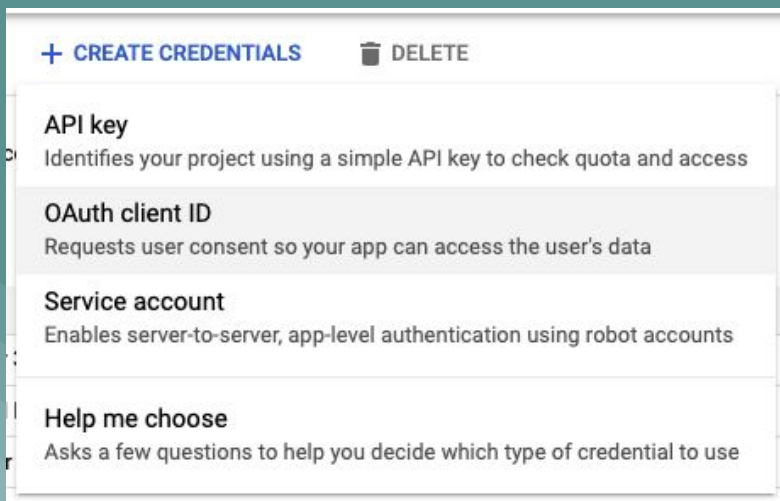 + CREATE CREDENTIALS DELETE
API key
Identifies your project using a simple API key to check quota and access
OAuth client ID
Requests user consent so your app can access the user's data
Service account
Enables server-to-server, app-level authentication using robot accounts
Help me choose
Asks a few questions to help you decide which type of credential to use